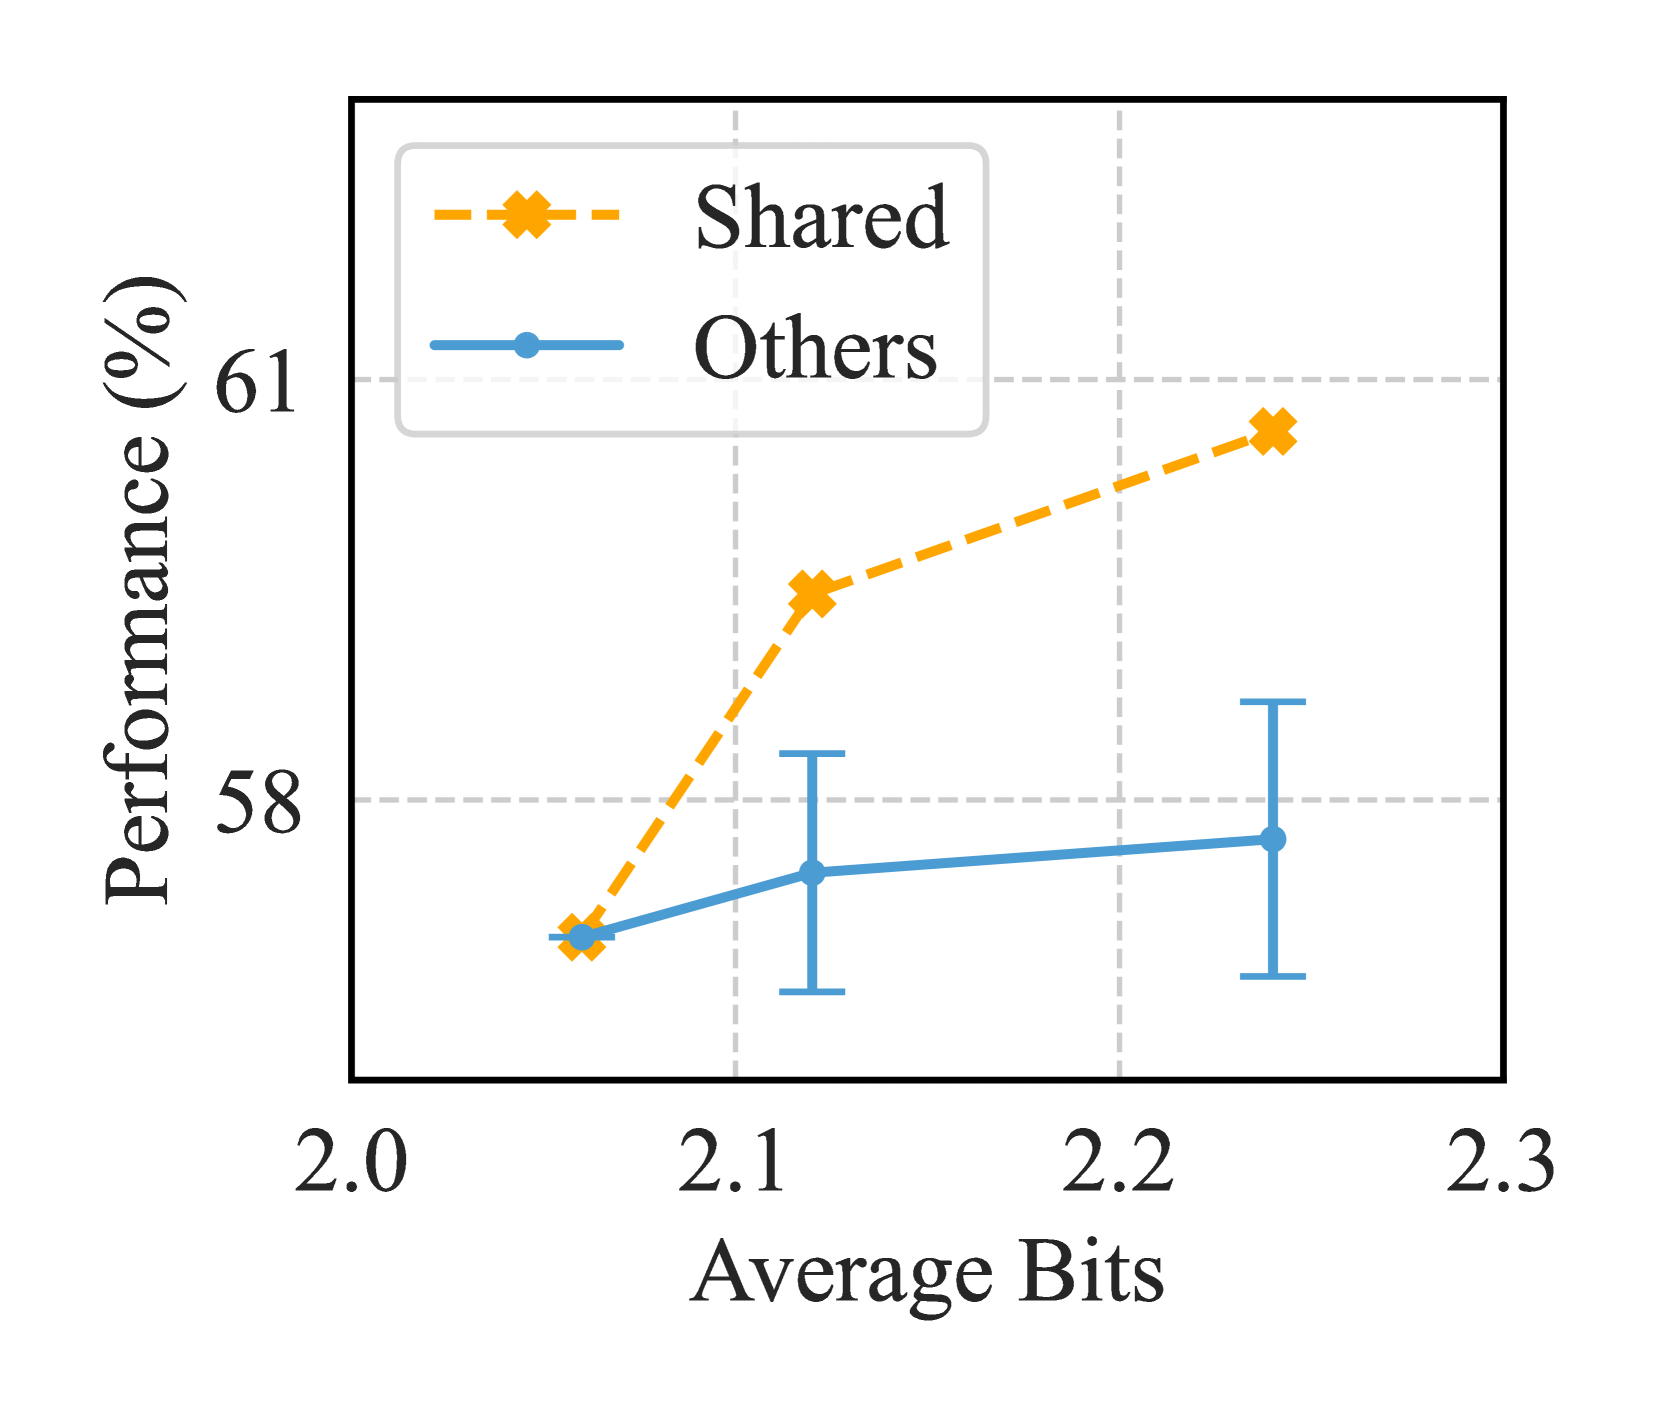 Shared
Others
Performance (%)
61
58
2.0
2.1
2.2
2.3
Average Bits